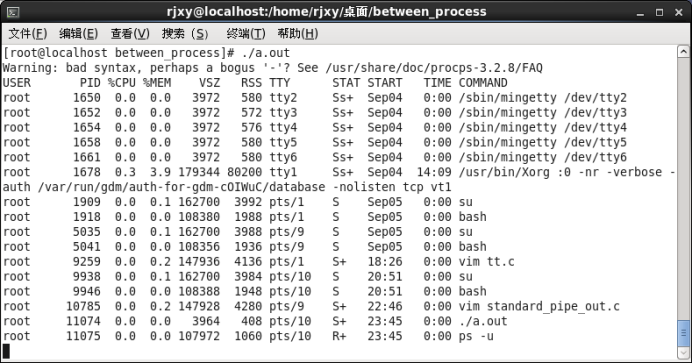 rjxy@localhost:/home/rjxy/桌面/between_process
文件(F) 编辑(E) 查看(V) 搜索 (S) 终端(T) 帮助(H)
[root@localhost between_process]# ./a.out
Warning: bad syntax, perhaps a bogus '-'? See /usr/share/doc/procps-3.2.8/FAQ
USER       PID %CPU %MEM    VSZ   RSS TTY      STAT START   TIME COMMAND
root      1650  0.0  0.0   3972   580 tty2     Ss+  Sep04   0:00 /sbin/mingetty /dev/tty2
root      1652  0.0  0.0   3972   572 tty3     Ss+  Sep04   0:00 /sbin/mingetty /dev/tty3
root      1654  0.0  0.0   3972   576 tty4     Ss+  Sep04   0:00 /sbin/mingetty /dev/tty4
root      1658  0.0  0.0   3972   580 tty5     Ss+  Sep04   0:00 /sbin/mingetty /dev/tty5
root      1661  0.0  0.0   3972   580 tty6     Ss+  Sep04   0:00 /sbin/mingetty /dev/tty6
root      1678  0.3  3.9 179344 80200 tty1     Ss+  Sep04  14:09 /usr/bin/Xorg :0 -nr -verbose -
auth /var/run/gdm/auth-for-gdm-cOIWuC/database -nolisten tcp vt1
root      1909  0.0  0.1 162700  3992 pts/1    S    Sep05   0:00 su
root      1918  0.0  0.0 108380  1988 pts/1    S    Sep05   0:00 bash
root      5035  0.0  0.1 162700  3988 pts/9    S    Sep05   0:00 su
root      5041  0.0  0.0 108356  1936 pts/9    S    Sep05   0:00 bash
root      9259  0.0  0.2 147936  4136 pts/1    S+   18:26   0:00 vim tt.c
root      9938  0.0  0.1 162700  3984 pts/10   S    20:51   0:00 su
root      9946  0.0  0.0 108388  1948 pts/10   S    20:51   0:00 bash
root     10785  0.0  0.2 147928  4280 pts/9    S+   22:46   0:00 vim standard_pipe_out.c
root     11074  0.0  0.0   3964   408 pts/10   S+   23:45   0:00 ./a.out
root     11075  0.0  0.0 107972  1060 pts/10   R+   23:45   0:00 ps -u